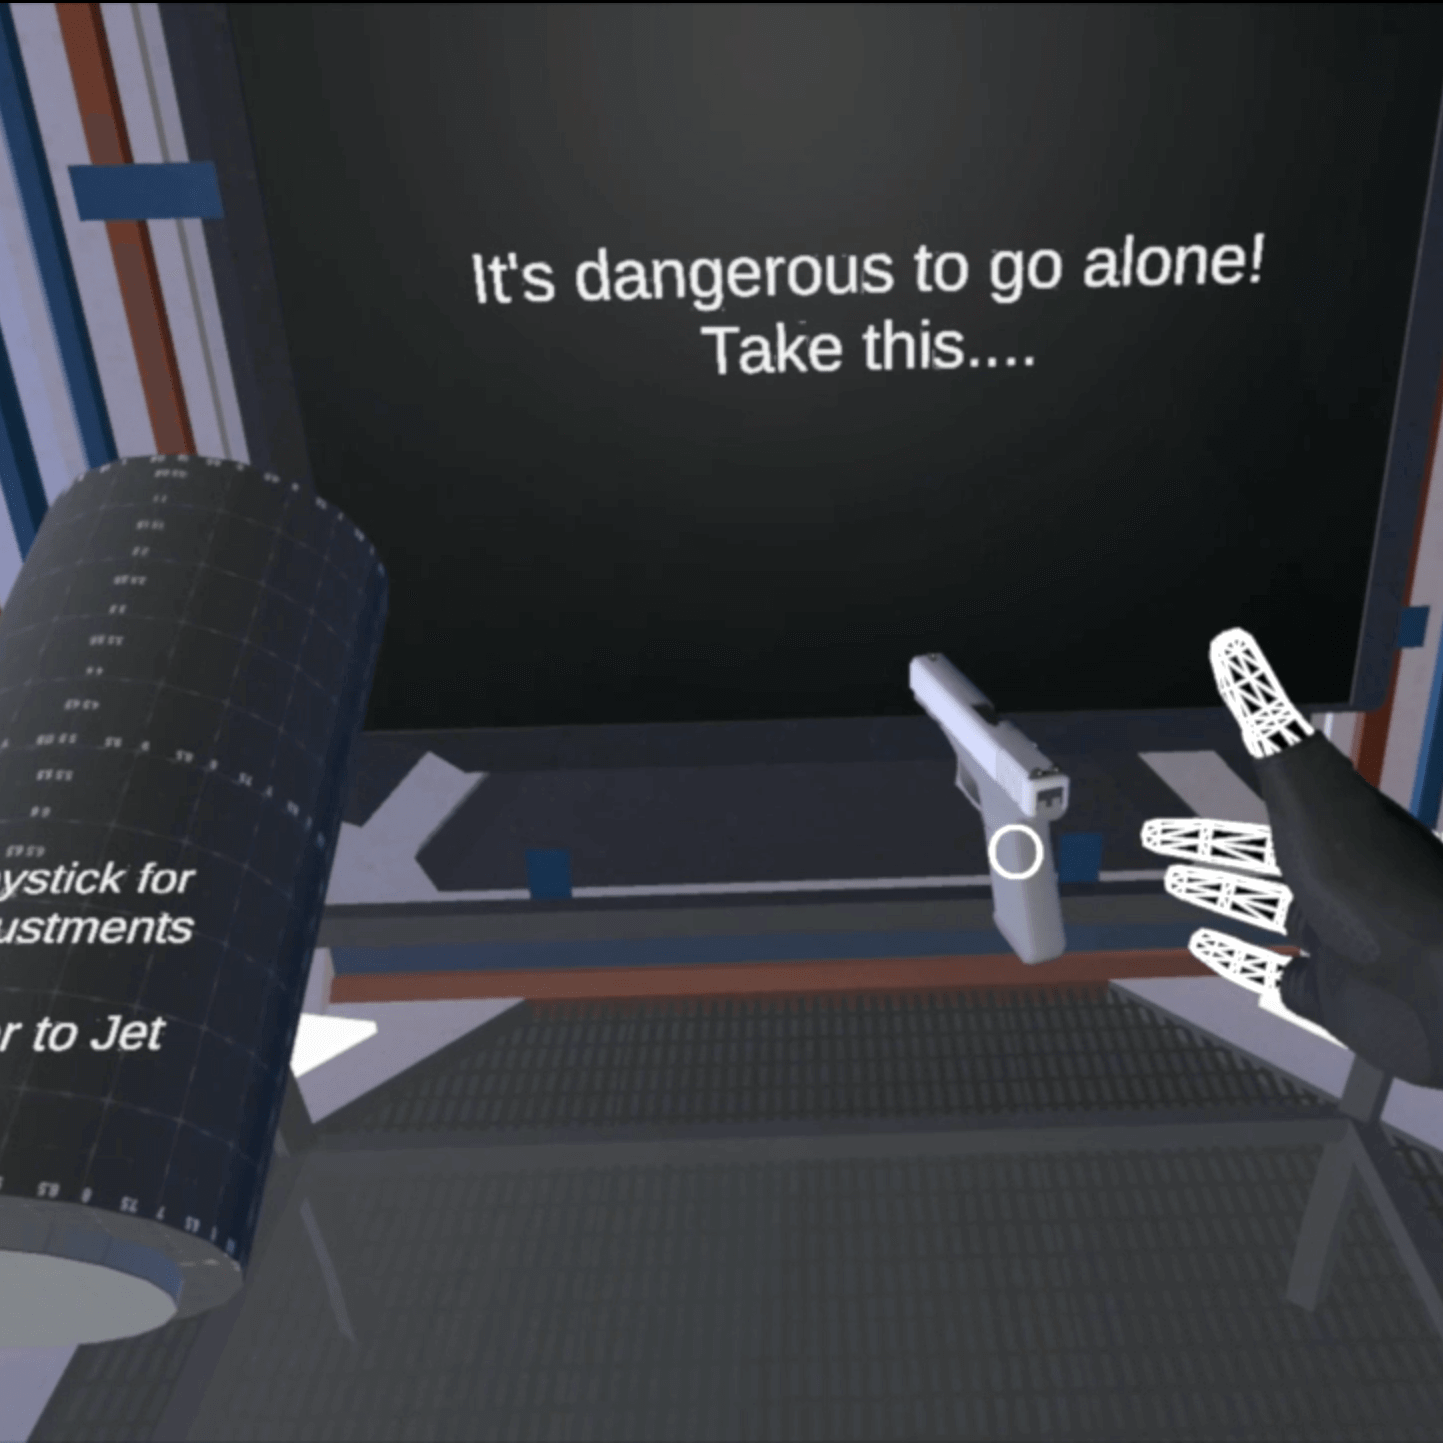 It's dangerous to go alone!
Take this....
ystick for
ustments
r to Jet